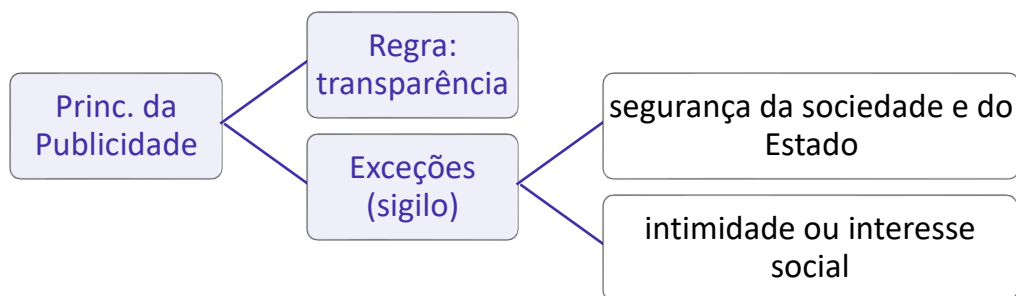 Princ. da
Publicidade
Regra:
transparência
Exceções
(sigilo)
segurança da sociedade e do
Estado
intimidade ou interesse
social